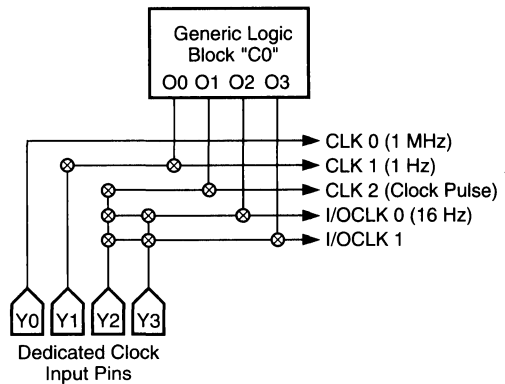 Generic Logic
Block "C0"
O0 O1 O2 O3
CLK 0 (1 MHz)
CLK 1 (1 Hz)
CLK 2 (Clock Pulse)
I/OCLK 0 (16 Hz)
I/OCLK 1
Y0 Y1 Y2 Y3
Dedicated Clock
Input Pins